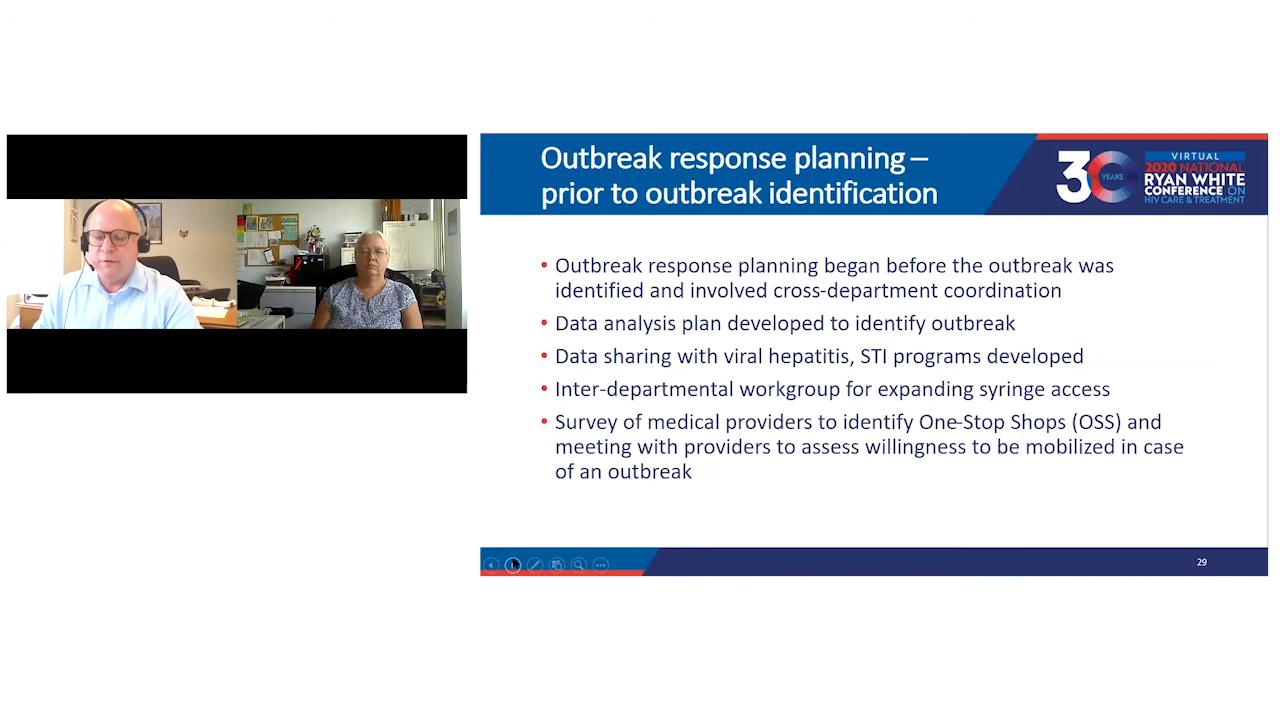 Outbreak response planning –
prior to outbreak identification
30
YEARS
VIRTUAL
2020 NATIONAL
RYAN WHITE
CONFERENCE ON
HIV CARE & TREATMENT
• Outbreak response planning began before the outbreak was
identified and involved cross-department coordination
• Data analysis plan developed to identify outbreak
• Data sharing with viral hepatitis, STI programs developed
• Inter-departmental workgroup for expanding syringe access
• Survey of medical providers to identify One-Stop Shops (OSS) and
meeting with providers to assess willingness to be mobilized in case
of an outbreak
29